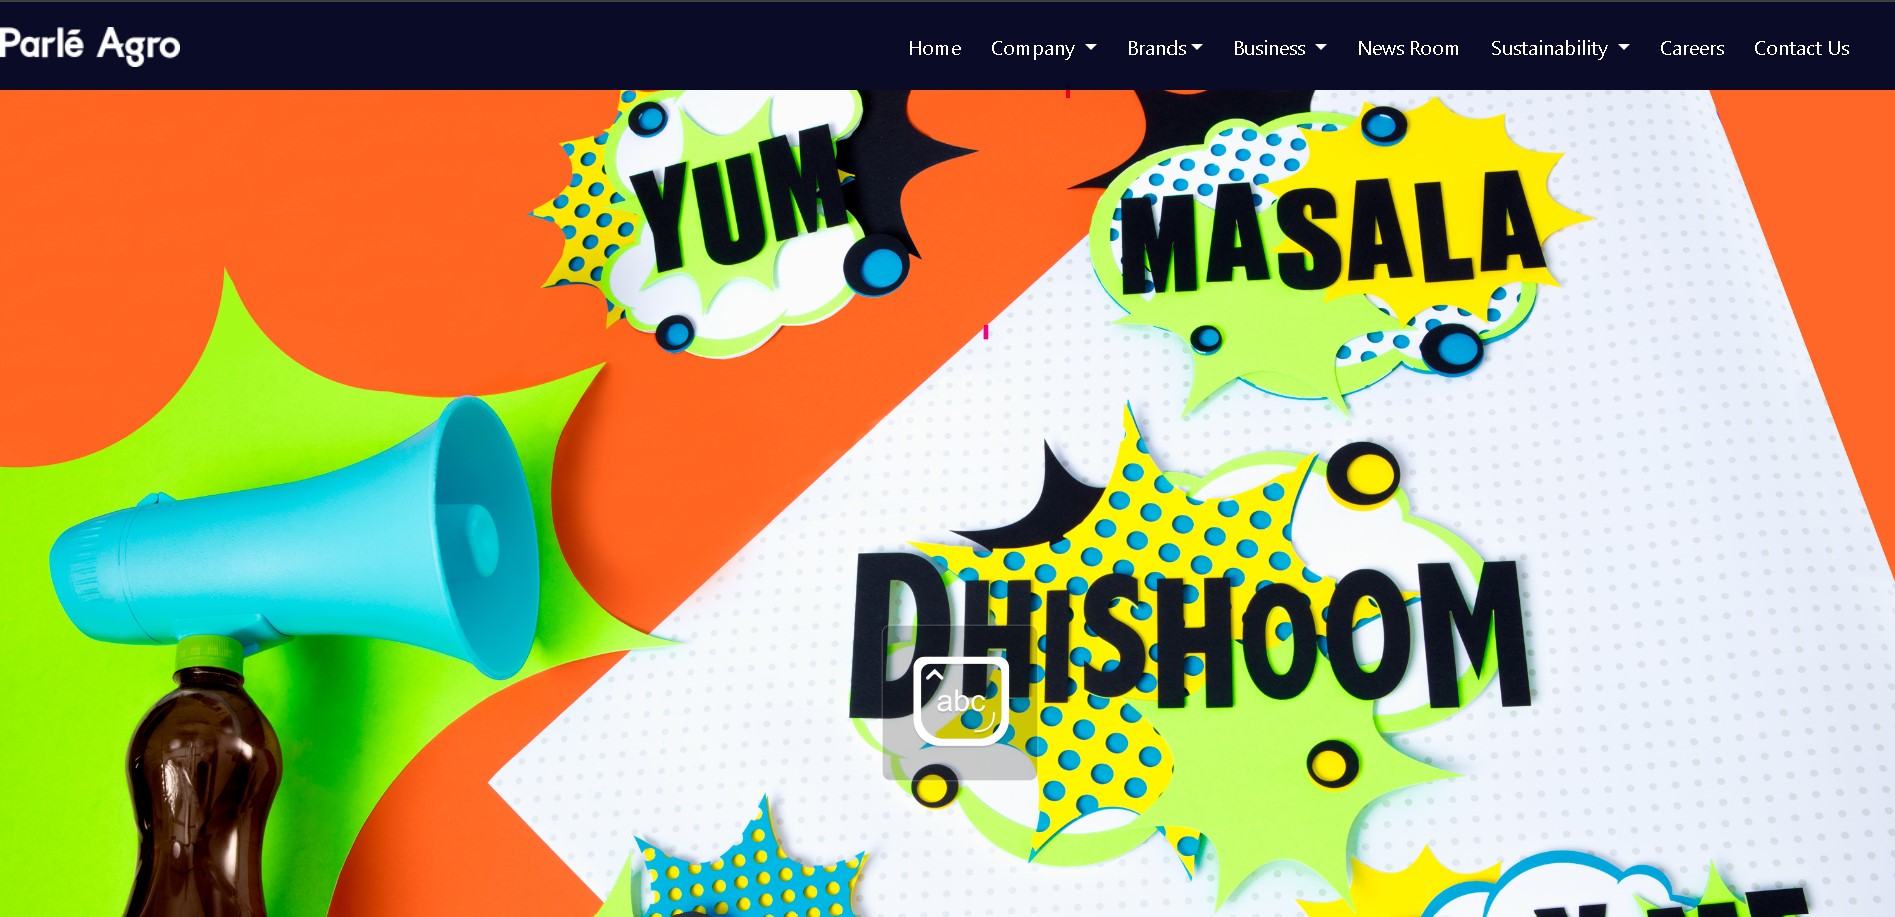 Parlé Agro
Home Company Brands Business News Room Sustainability Careers Contact Us
YUM
MASALA
DHISHOOM
abc